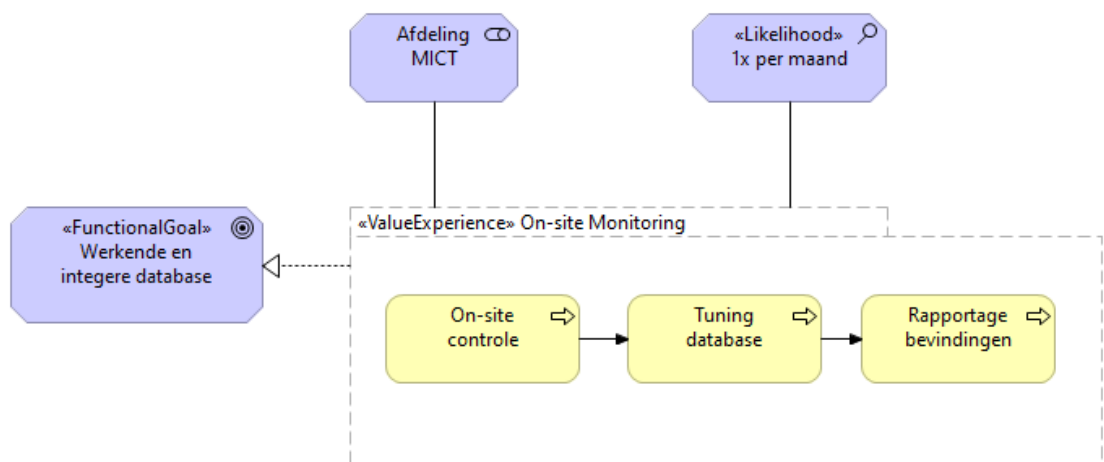 Afdeling
MICT
«Likelihood»
1x per maand
«FunctionalGoal»
Werkende en
integere database
«ValueExperience» On-site Monitoring
On-site
controle
Tuning
database
Rapportage
bevindingen